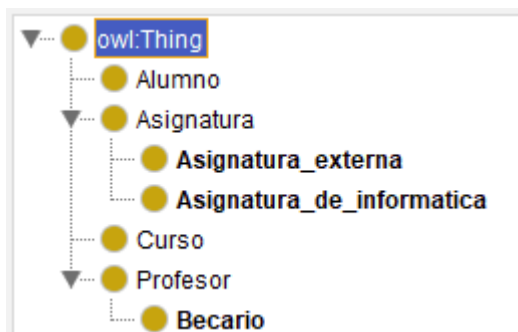 owl:Thing
Alumno
Asignatura
Asignatura_externa
Asignatura_de_informatica
Curso
Profesor
Becario